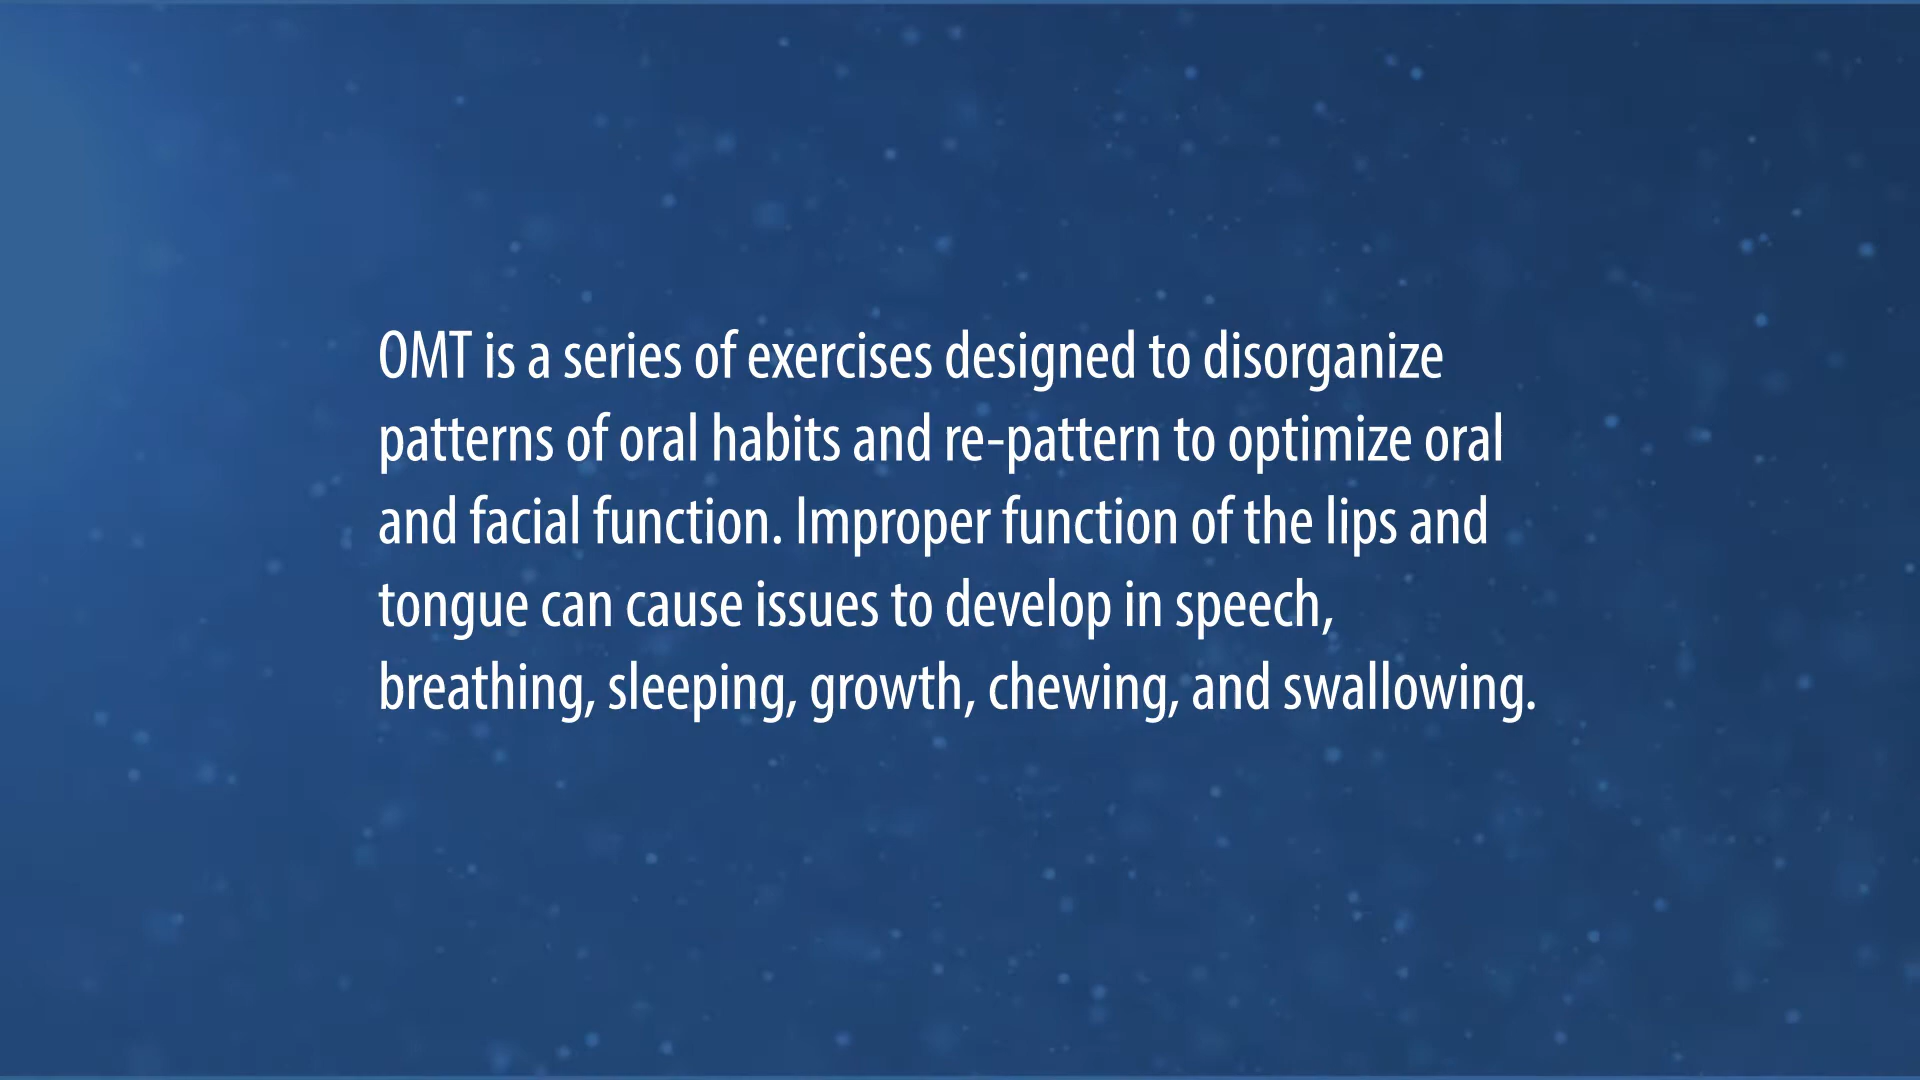 OMT is a series of exercises designed to disorganize
patterns of oral habits and re-pattern to optimize oral
and facial function. Improper function of the lips and
tongue can cause issues to develop in speech,
breathing, sleeping, growth, chewing, and swallowing.